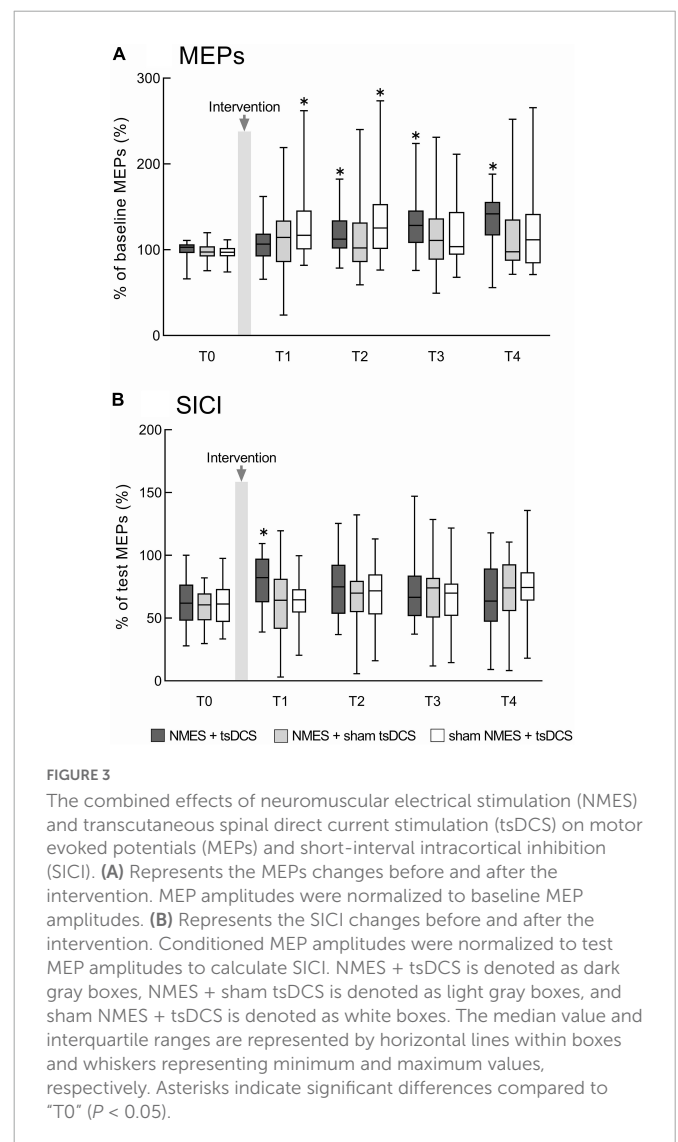 A MEPs
300
Intervention
200
100
0
% of baseline MEPs (%)
* * * * *
T0 T1 T2 T3 T4
B SICI
200
Intervention
150
100
50
0
% of test MEPs (%)
*
T0 T1 T2 T3 T4
NMES + tsDCS NMES + sham tsDCS sham NMES + tsDCS
FIGURE 3
The combined effects of neuromuscular electrical stimulation (NMES)
and transcutaneous spinal direct current stimulation (tsDCS) on motor
evoked potentials (MEPs) and short-interval intracortical inhibition
(SICI). (A) Represents the MEPs changes before and after the
intervention. MEP amplitudes were normalized to baseline MEP
amplitudes. (B) Represents the SICI changes before and after the
intervention. Conditioned MEP amplitudes were normalized to test
MEP amplitudes to calculate SICI. NMES + tsDCS is denoted as dark
gray boxes, NMES + sham tsDCS is denoted as light gray boxes, and
sham NMES + tsDCS is denoted as white boxes. The median value and
interquartile ranges are represented by horizontal lines within boxes
and whiskers representing minimum and maximum values,
respectively. Asterisks indicate significant differences compared to
“T0” (P < 0.05).